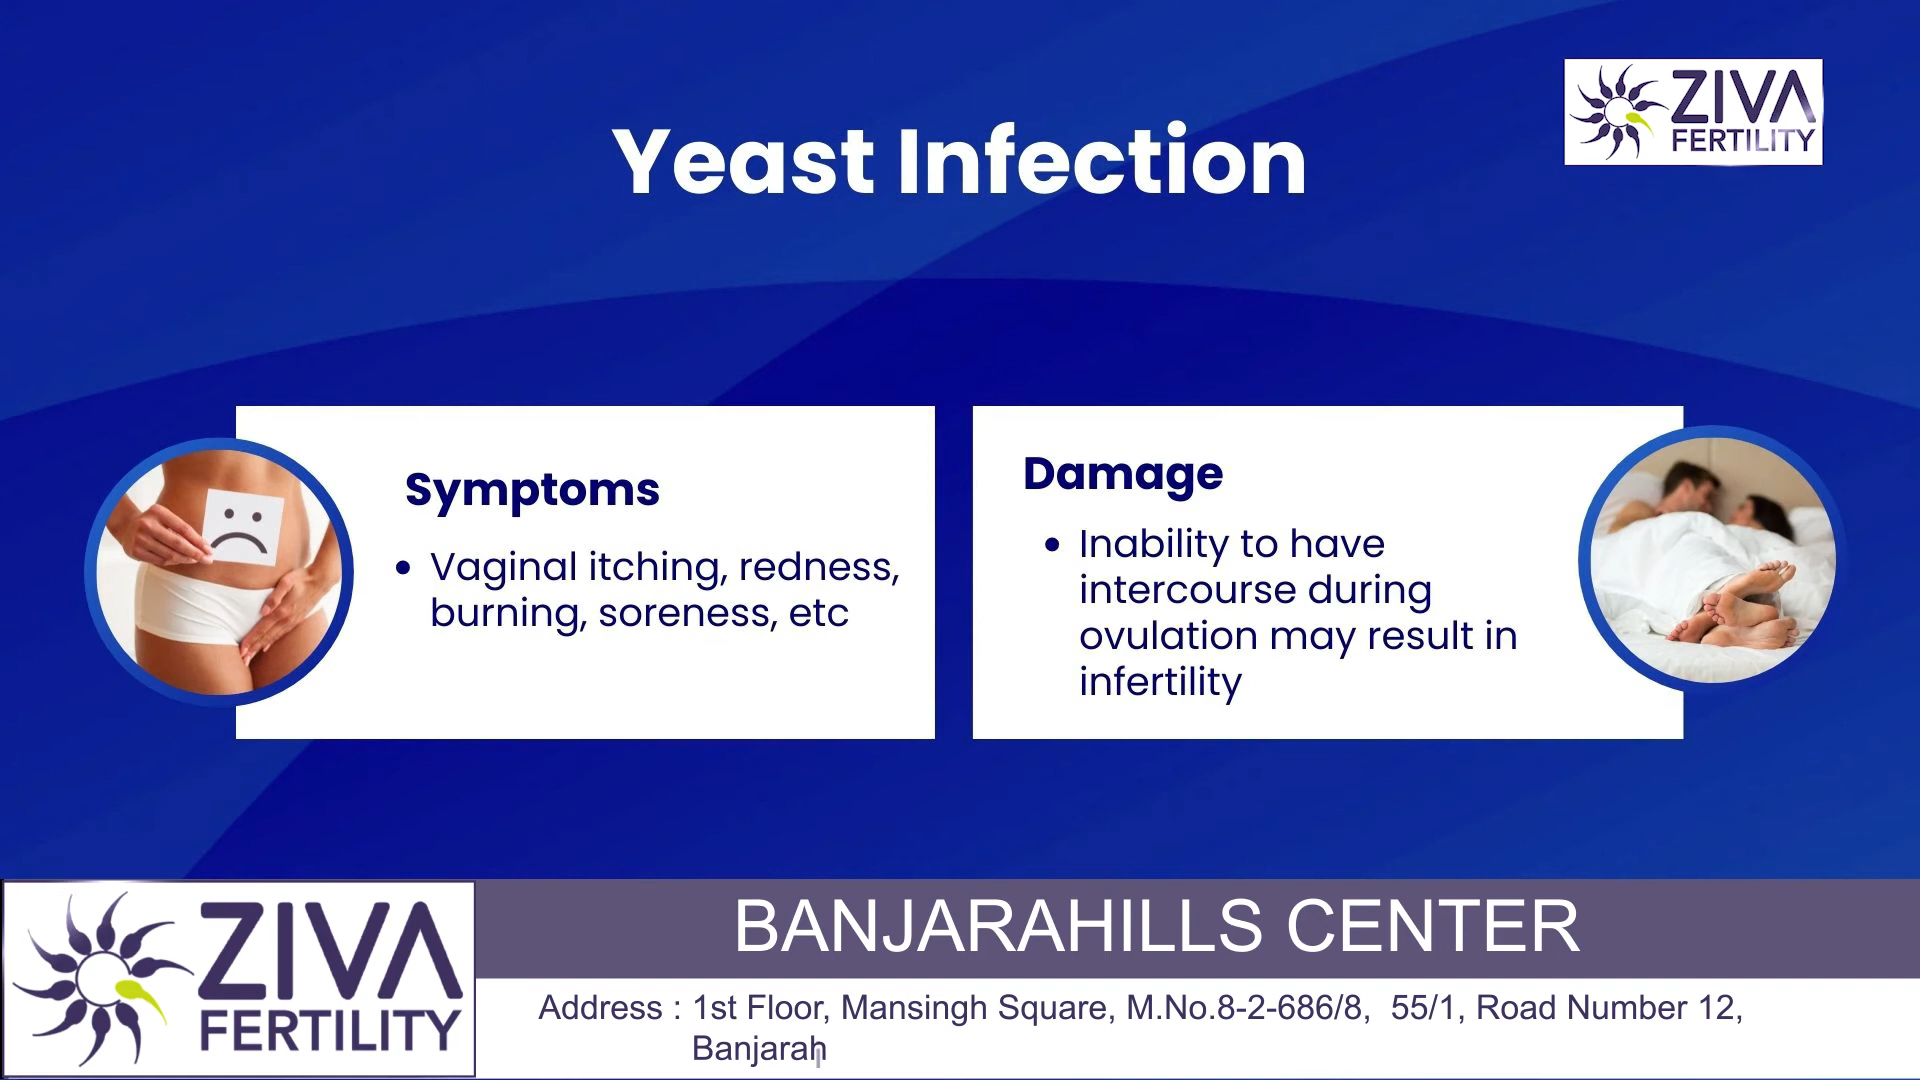 ZIVA
FERTILITY
Yeast Infection
Symptoms
• Vaginal itching, redness,
burning, soreness, etc
Damage
• Inability to have
intercourse during
ovulation may result in
infertility
ZIVA
FERTILITY
BANJARAHILLS CENTER
Address : 1st Floor, Mansingh Square, M.No.8-2-686/8, 55/1, Road Number 12,
Banjarah